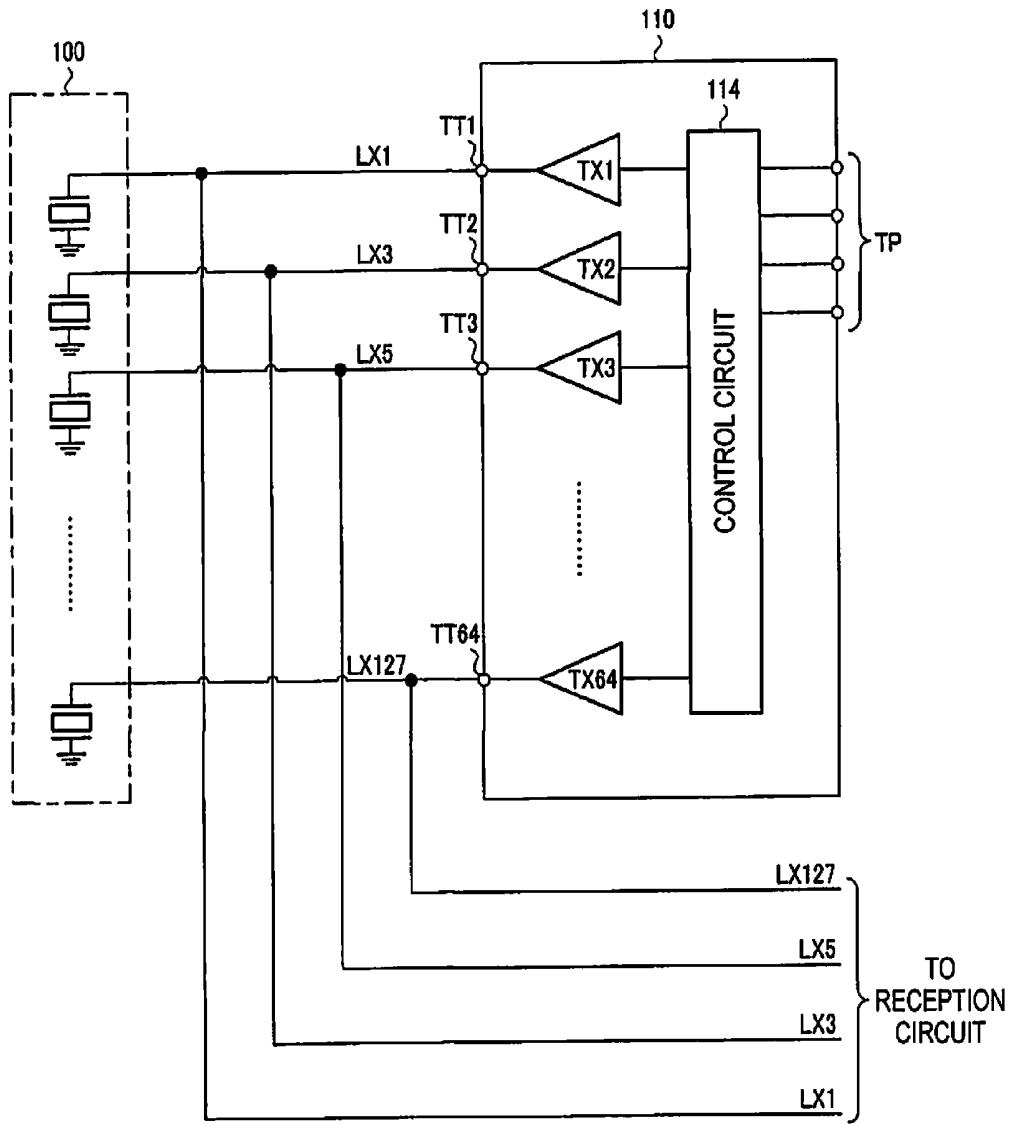 100
110
114
TT1
LX1
TX1
TT2
LX3
TX2
TP
TT3
LX5
TX3
CONTROL CIRCUIT
TT64
LX127
TX64
LX127
LX5
TO
RECEPTION
CIRCUIT
LX3
LX1